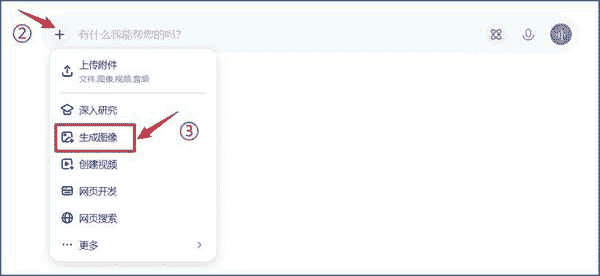 ② + 有什么我能帮您的吗?
上传附件
文件,图像,视频,音频
深入研究
生成图像
③
创建视频
网页开发
网页搜索
··· 更多 >